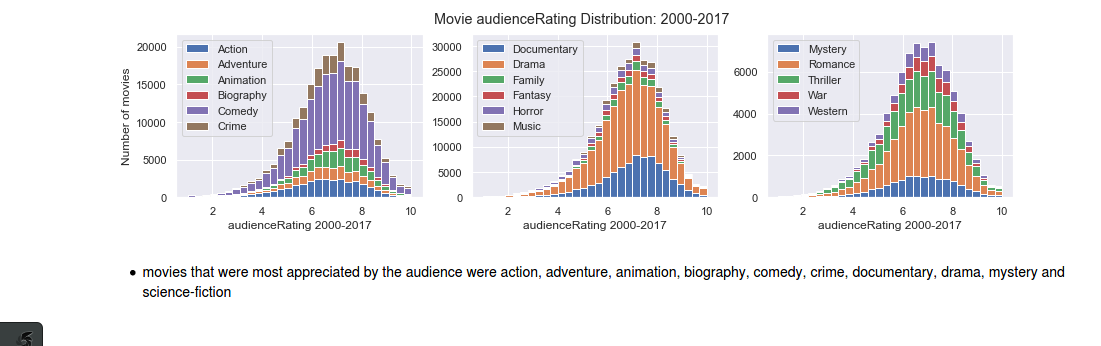 Movie audienceRating Distribution: 2000-2017
Number of movies
20000
15000
10000
5000
0
Action
Adventure
Animation
Biography
Comedy
Crime
2 4 6 8 10
audienceRating 2000-2017
30000
25000
20000
15000
10000
5000
0
Documentary
Drama
Family
Fantasy
Horror
Music
2 4 6 8 10
audienceRating 2000-2017
6000
4000
2000
0
Mystery
Romance
Thriller
War
Western
2 4 6 8 10
audienceRating 2000-2017
• movies that were most appreciated by the audience were action, adventure, animation, biography, comedy, crime, documentary, drama, mystery and
science-fiction